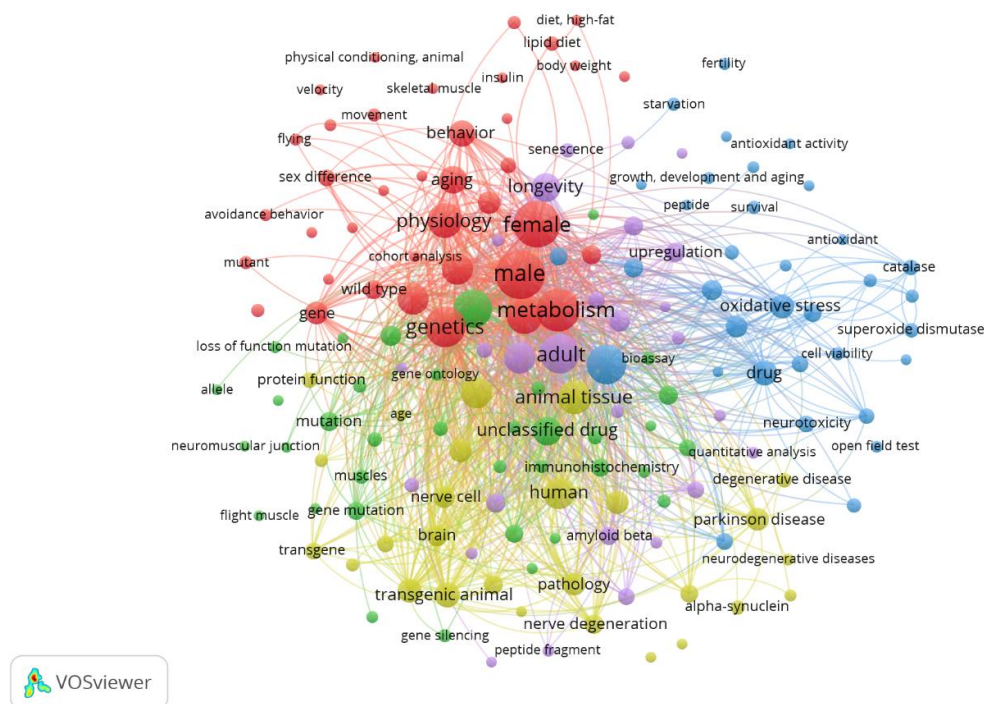 diet, high-fat
lipid diet
physical conditioning, animal
body weight
fertility
insulin
velocity
skeletal muscle
starvation
movement
behavior
flying
antioxidant activity
senescence
sex difference
aging
longevity
growth, development and aging
peptide
survival
avoidance behavior
physiology
female
antioxidant
upregulation
cohort analysis
mutant
catalase
male
wild type
oxidative stress
gene
metabolism
genetics
superoxide dismutase
loss of function mutation
adult
bioassay
cell viability
gene ontology
drug
protein function
allele
age
animal tissue
mutation
unclassified drug
neurotoxicity
neuromuscular junction
open field test
quantitative analysis
muscles
immunohistochemistry
degenerative disease
nerve cell
human
gene mutation
flight muscle
parkinson disease
brain
amyloid beta
transgene
neurodegenerative diseases
pathology
transgenic animal
alpha-synuclein
nerve degeneration
gene silencing
peptide fragment
VOSviewer